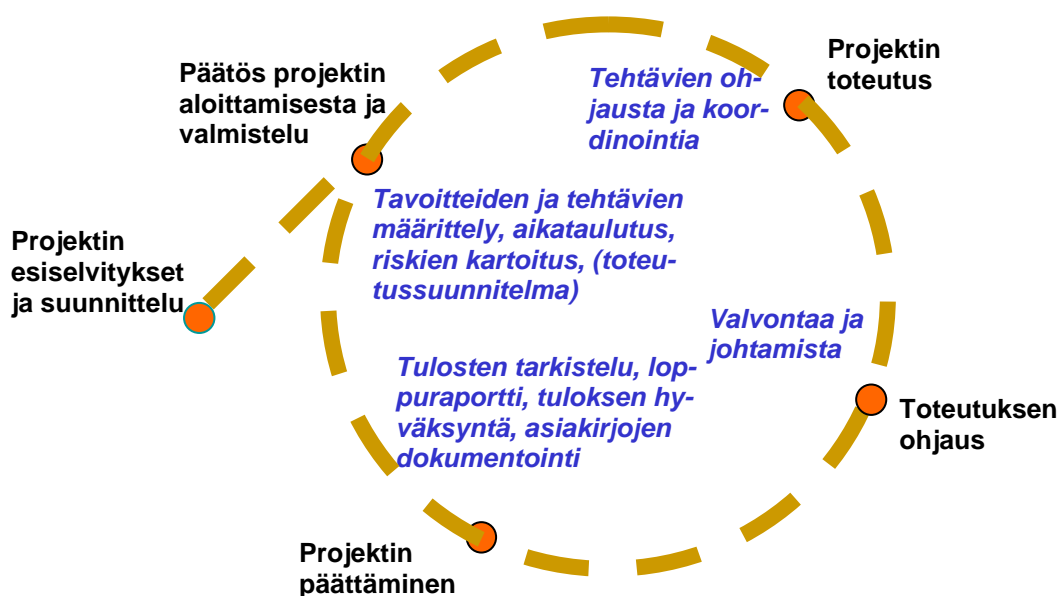 Projektin
esiselvitykset
ja suunnittelu
Päätös projektin
aloittamisesta ja
valmistelu
Tavoitteiden ja tehtävien
määrittely, aikataulutus,
riskien kartoitus, (toteu-
tussuunnitelma)
Projektin
toteutus
Tehtävien oh-
jausta ja koor-
dinointia
Toteutuksen
ohjaus
Valvontaa ja
johtamista
Projektin
päättäminen
Tulosten tarkistelu, lop-
puraportti, tuloksen hy-
väksyntä, asiakirjojen
dokumentointi